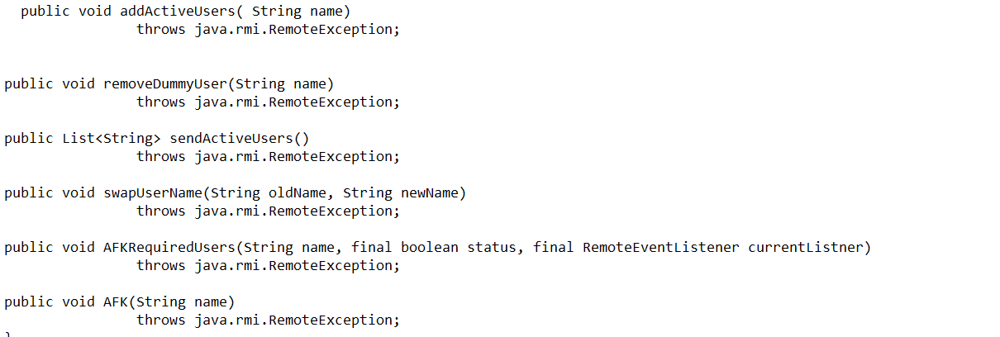 public void addActiveUsers( String name)
throws java.rmi.RemoteException;
public void removeDummyUser(String name)
throws java.rmi.RemoteException;
public List<String> sendActiveUsers()
throws java.rmi.RemoteException;
public void swapUserName(String oldName, String newName)
throws java.rmi.RemoteException;
public void AFKRequiredUsers(String name, final boolean status, final RemoteEventListener currentListner)
throws java.rmi.RemoteException;
public void AFK(String name)
throws java.rmi.RemoteException;
}